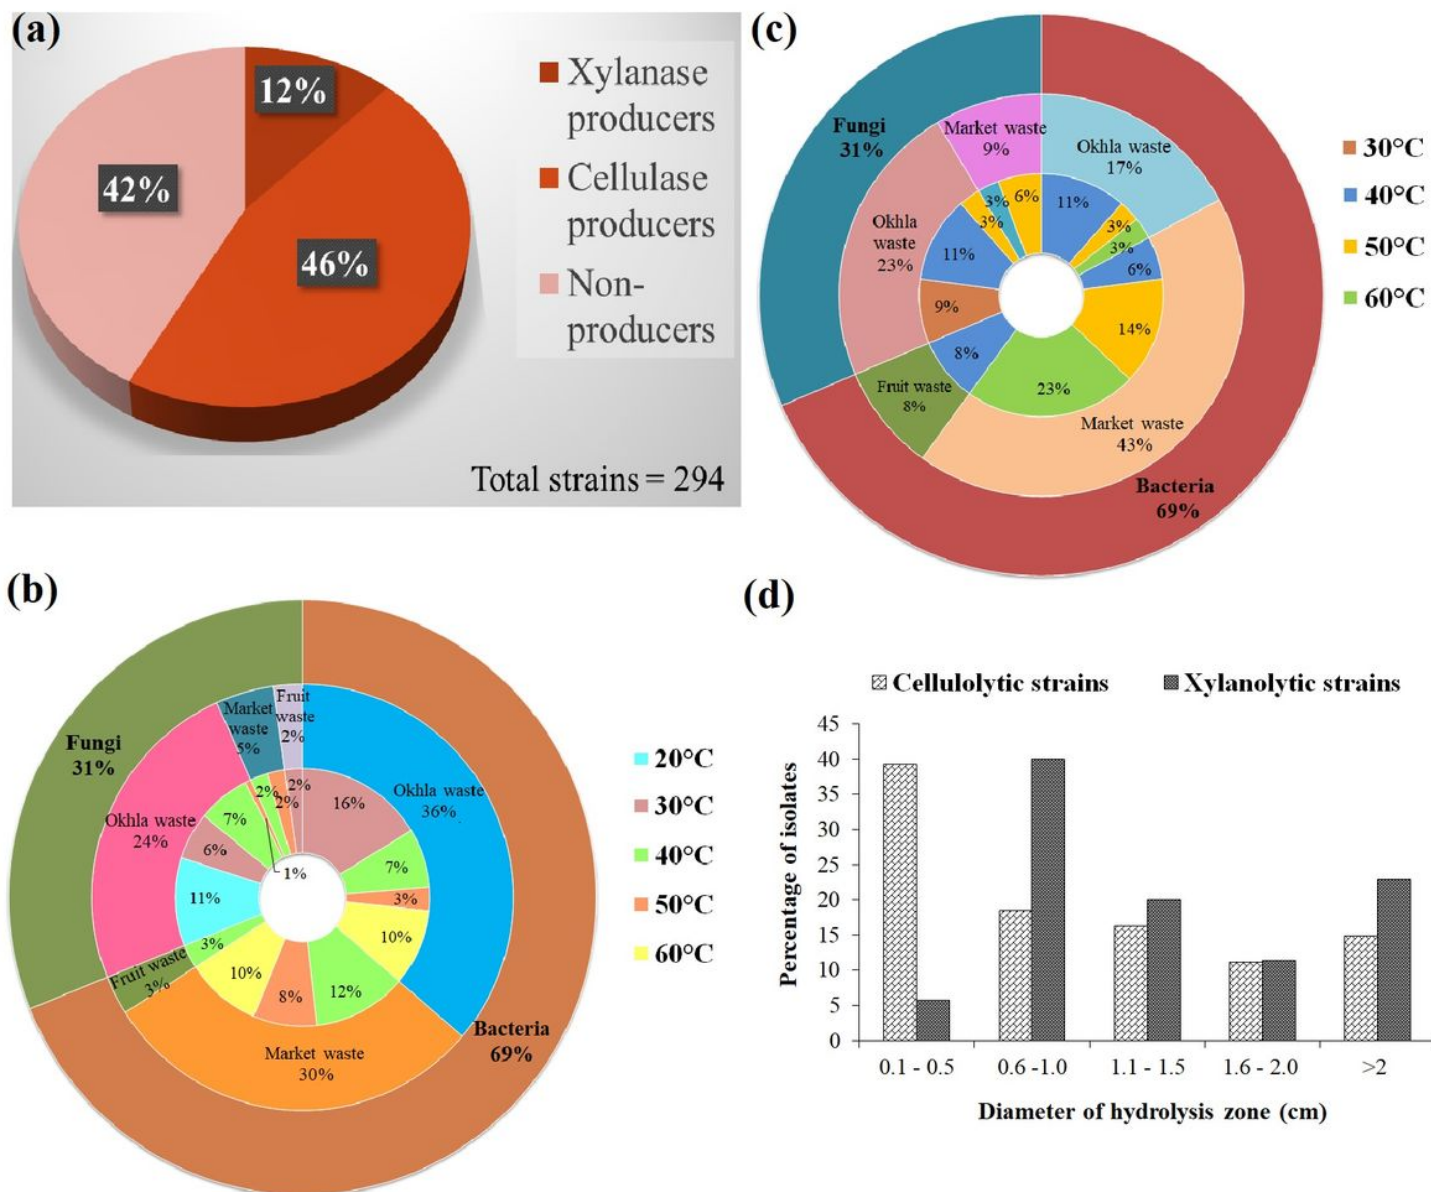 (a)
12%
42%
46%
Xylanase
producers
Cellulase
producers
Non-
producers
Total strains = 294
(c)
Fungi
31%
Market waste
9%
Okhla waste
17%
Okhla
waste
23%
3%
3%
6%
11%
3%
3%
6%
11%
9%
14%
8%
23%
Fruit waste
8%
Market waste
43%
Bacteria
69%
30°C
40°C
50°C
60°C
(b)
Fungi
31%
Market
waste
5%
Fruit
waste
2%
Okhla waste
36%
Okhla waste
24%
2%
2%
2%
16%
7%
7%
6%
1%
3%
11%
10%
3%
10%
8%
12%
Fruit waste
3%
Market waste
30%
Bacteria
69%
20°C
30°C
40°C
50°C
60°C
(d)
Cellulolytic strains
Xylanolytic strains
Percentage of isolates
45
40
35
30
25
20
15
10
5
0
0.1 - 0.5
0.6 -1.0
1.1 - 1.5
1.6 - 2.0
>2
Diameter of hydrolysis zone (cm)